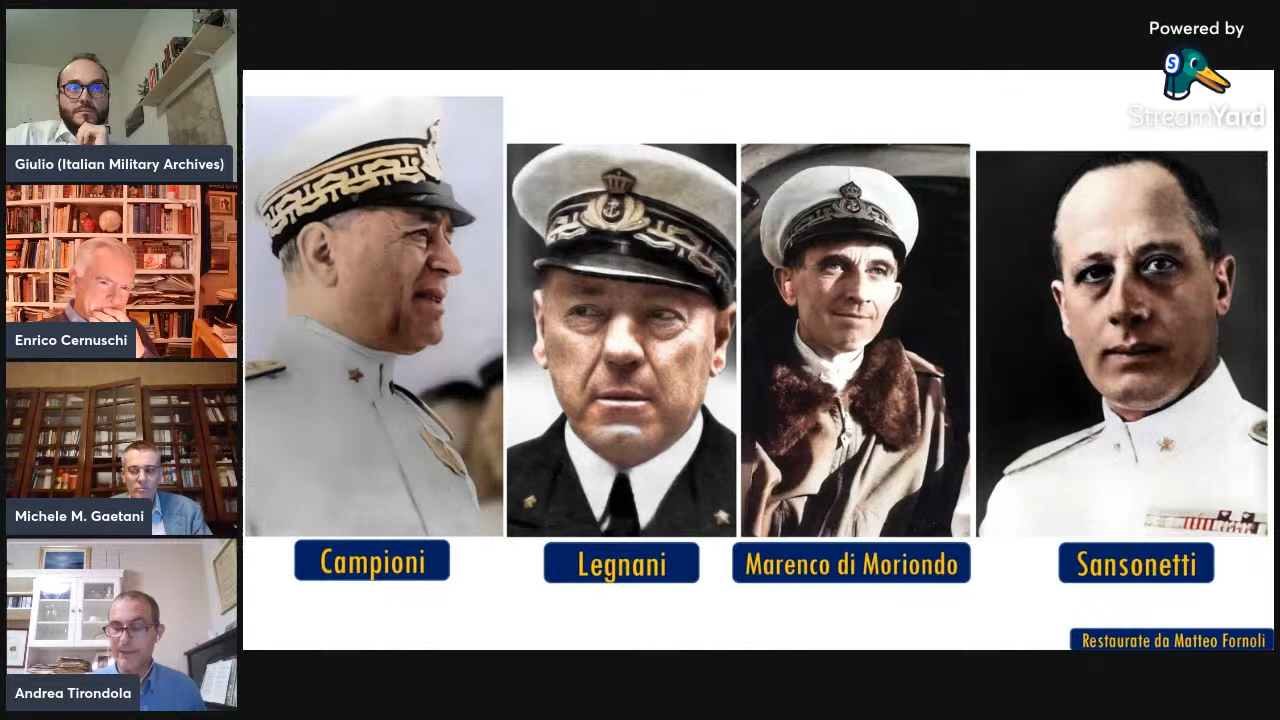 Giulio (Italian Military Archives)
Enrico Cernuschi
Michele M. Gaetani
Andrea Tirondola
Powered by
S
StreamYard
Campioni
Legnani
Marenco di Moriondo
Sansonetti
Restaurate da Matteo Fornoli